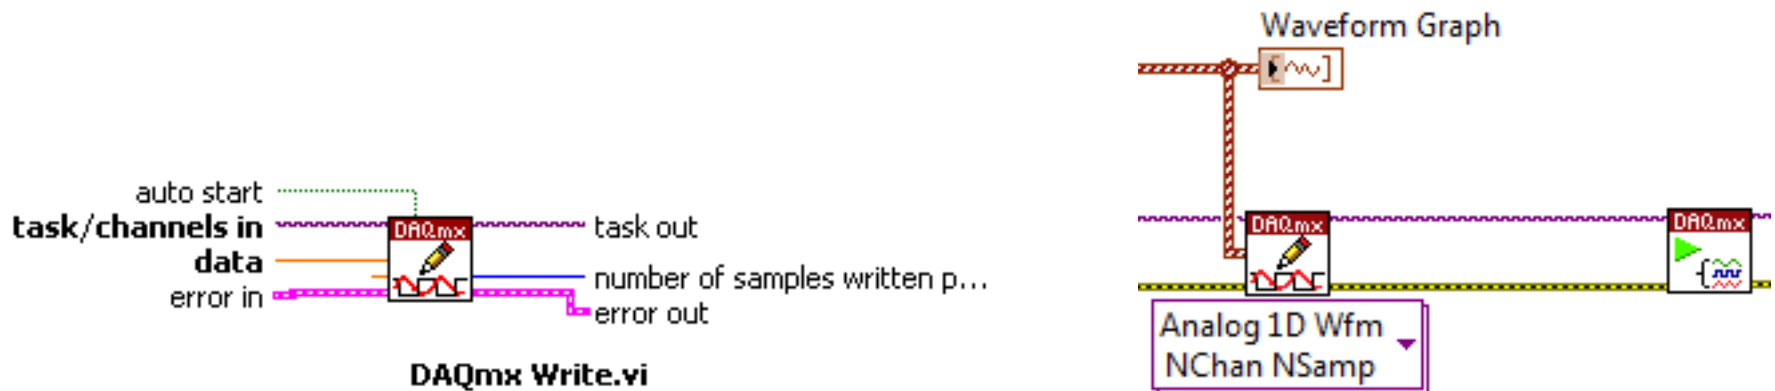 auto start
task/channels in
data
error in
DAQmx
task out
number of samples written p...
error out
DAQmx Write.vi
Waveform Graph
DAQmx
DAQmx
Analog 1D Wfm
NChan NSamp